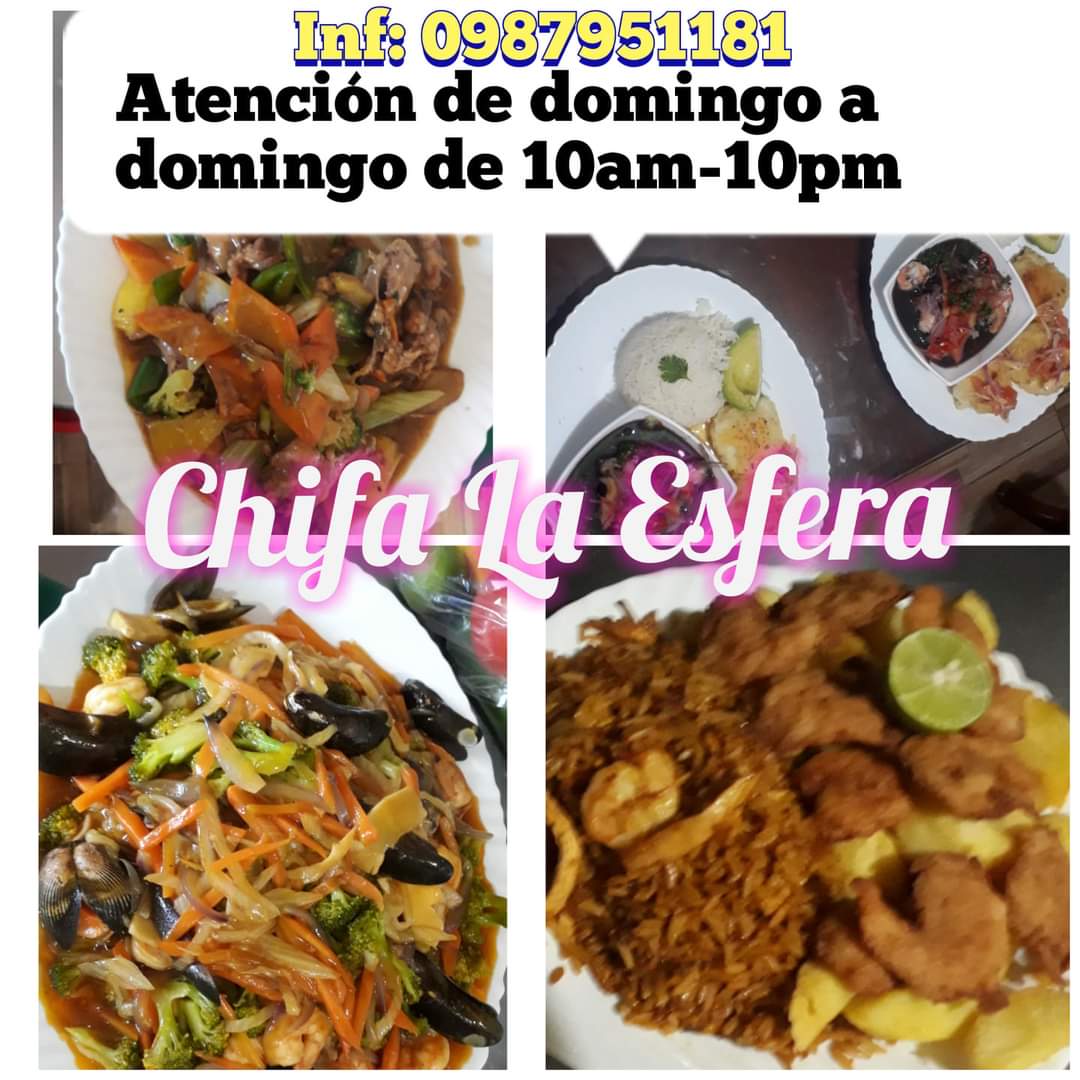 Inf: 0987951181
Atención de domingo a
domingo de 10am-10pm
Chifa La Esfera